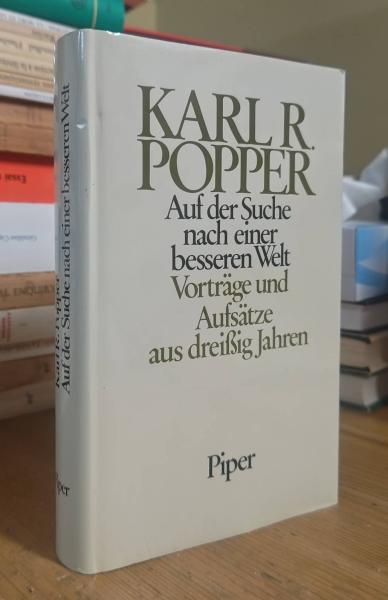 KARL R.
POPPER
Auf der Suche
nach einer
besseren Welt
Vorträge und
Aufsätze
aus dreißig Jahren
Piper
Karl R. Popper
Auf der Suche nach einer besseren Welt
Piper
Essai